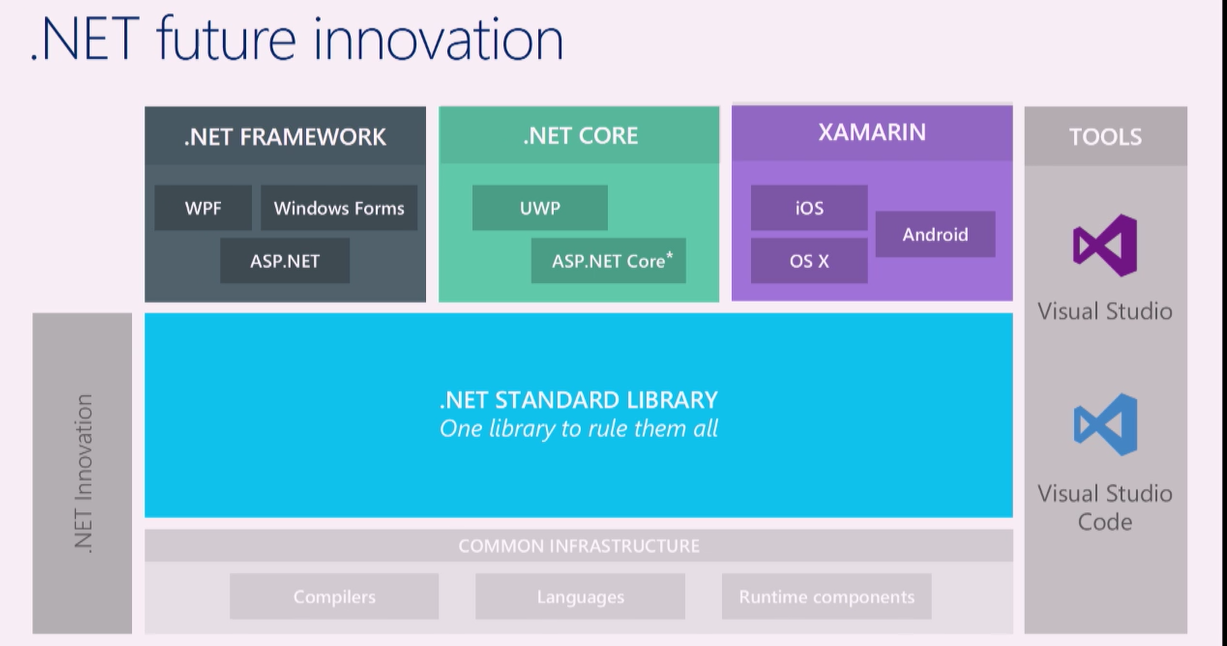 .NET future innovation
.NET FRAMEWORK
WPF
Windows Forms
ASP.NET
.NET CORE
UWP
ASP.NET Core*
XAMARIN
iOS
Android
OS X
TOOLS
Visual Studio
Visual Studio
Code
.NET Innovation
.NET STANDARD LIBRARY
One library to rule them all
COMMON INFRASTRUCTURE
Compilers
Languages
Runtime components